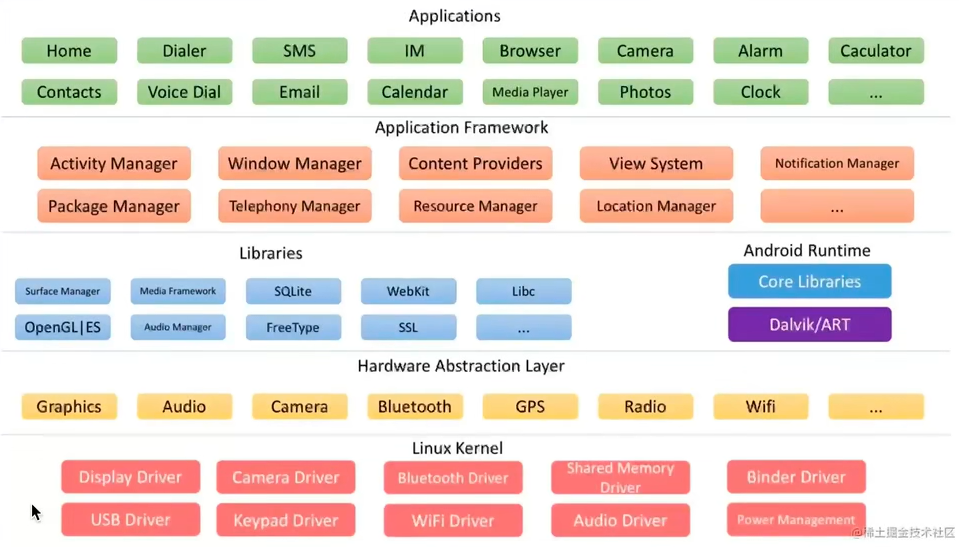 Applications
Home Dialer SMS IM Browser Camera Alarm Caculator
Contacts Voice Dial Email Calendar Media Player Photos Clock ...
Application Framework
Activity Manager Window Manager Content Providers View System Notification Manager
Package Manager Telephony Manager Resource Manager Location Manager ...
Libraries
Android Runtime
Surface Manager Media Framework SQLite WebKit Libc
Core Libraries
OpenGL|ES Audio Manager FreeType SSL ...
Dalvik/ART
Hardware Abstraction Layer
Graphics Audio Camera Bluetooth GPS Radio Wifi ...
Linux Kernel
Display Driver Camera Driver Bluetooth Driver Shared Memory Driver Binder Driver
USB Driver Keypad Driver WiFi Driver Audio Driver Power Management
@稀土掘金技术社区